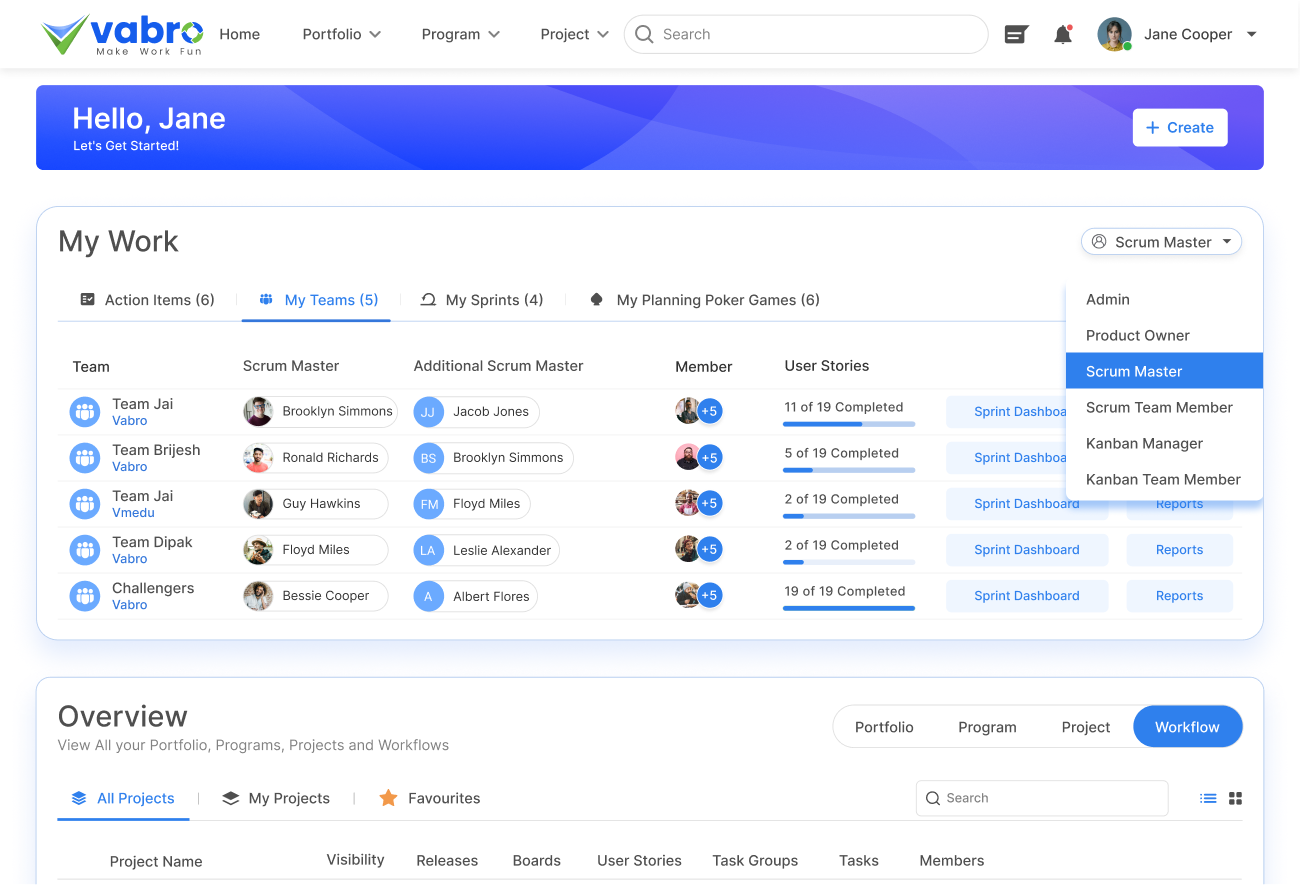 vabro
Make Work Fun
Home Portfolio Program Project Search Jane Cooper
Hello, Jane
Let's Get Started!
+ Create
My Work
Scrum Master
Action Items (6) My Teams (5) My Sprints (4) My Planning Poker Games (6)
Admin
Product Owner
Scrum Master
Scrum Team Member
Kanban Manager
Kanban Team Member
Team Scrum Master Additional Scrum Master Member User Stories
Team Jai
Vabro
Brooklyn Simmons JJ Jacob Jones +5 11 of 19 Completed Sprint Dashboa
Team Brijesh
Vabro
Ronald Richards BS Brooklyn Simmons +5 5 of 19 Completed Sprint Dashboa
Team Jai
Vmedu
Guy Hawkins FM Floyd Miles +5 2 of 19 Completed Sprint Dashboard Reports
Team Dipak
Vabro
Floyd Miles LA Leslie Alexander +5 2 of 19 Completed Sprint Dashboard Reports
Challengers
Vabro
Bessie Cooper A Albert Flores +5 19 of 19 Completed Sprint Dashboard Reports
Overview
View All your Portfolio, Programs, Projects and Workflows
Portfolio Program Project Workflow
All Projects My Projects Favourites Search
Project Name Visibility Releases Boards User Stories Task Groups Tasks Members